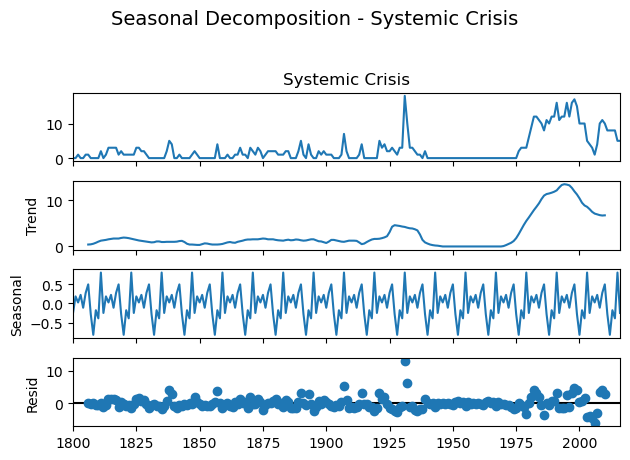 Seasonal Decomposition - Systemic Crisis
Systemic Crisis
10
0
Trend
10
0
Seasonal
0.5
0.0
−0.5
Resid
10
0
1800 1825 1850 1875 1900 1925 1950 1975 2000